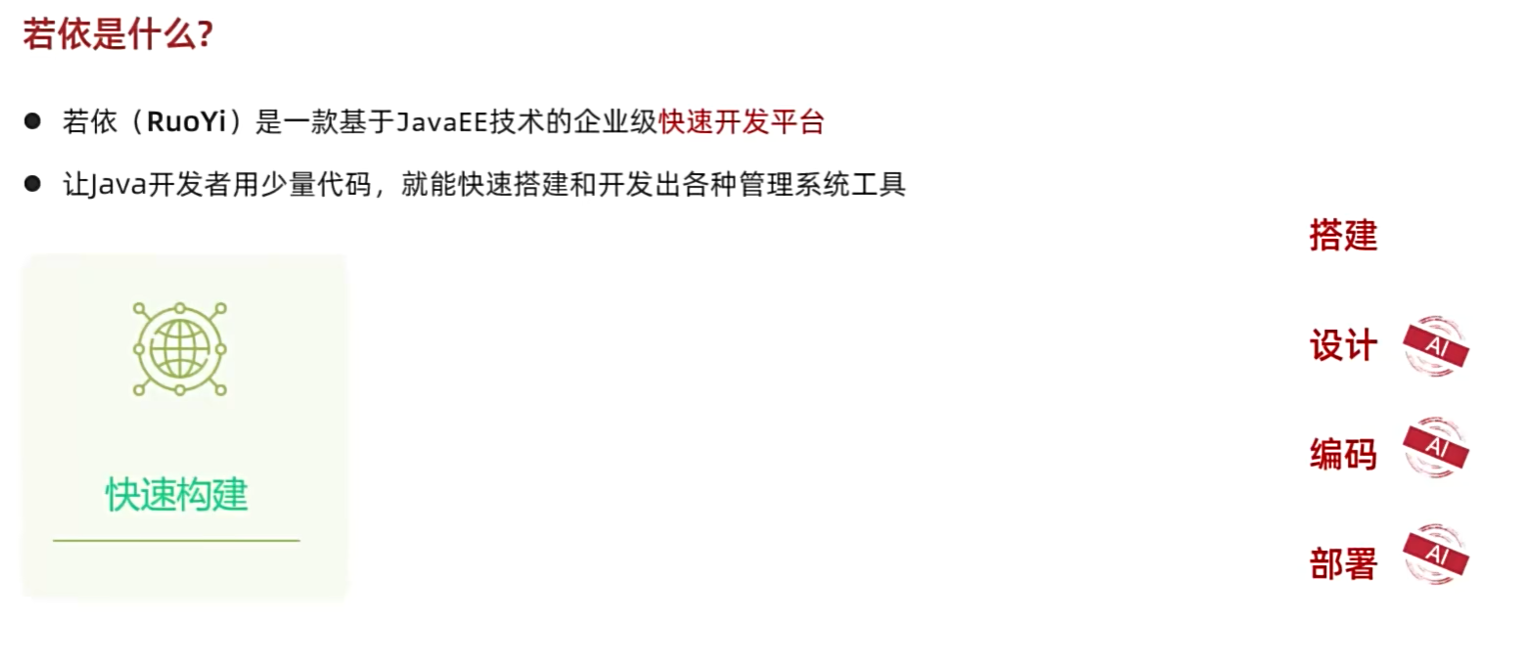 若依是什么?
若依（RuoYi）是一款基于JavaEE技术的企业级快速开发平台
让Java开发者用少量代码，就能快速搭建和开发出各种管理系统工具
快速构建
搭建
设计 AI
编码 AI
部署 AI